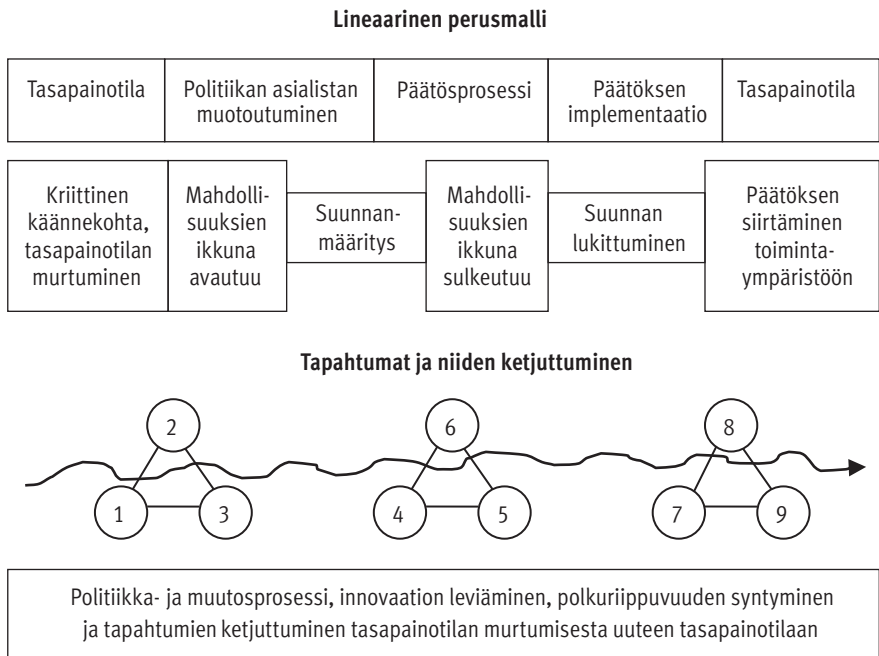 Lineaarinen perusmalli
Tasapainotila
Politiikan asialistan
muotoutuminen
Päätösprosessi
Päätöksen
implementaatio
Tasapainotila
Kriittinen
käännekohta,
tasapainotilan
murtuminen
Mahdolli-
suuksien
ikkuna
avautuu
Suunnan-
määritys
Mahdolli-
suuksien
ikkuna
sulkeutuu
Suunnan
lukittuminen
Päätöksen
siirtäminen
toiminta-
ympäristöön
Tapahtumat ja niiden ketjuttuminen
2
6
8
1
3
4
5
7
9
Politiikka- ja muutosprosessi, innovaation leviäminen, polkuriippuvuuden syntyminen
ja tapahtumien ketjuttuminen tasapainotilan murtumisesta uuteen tasapainotilaan